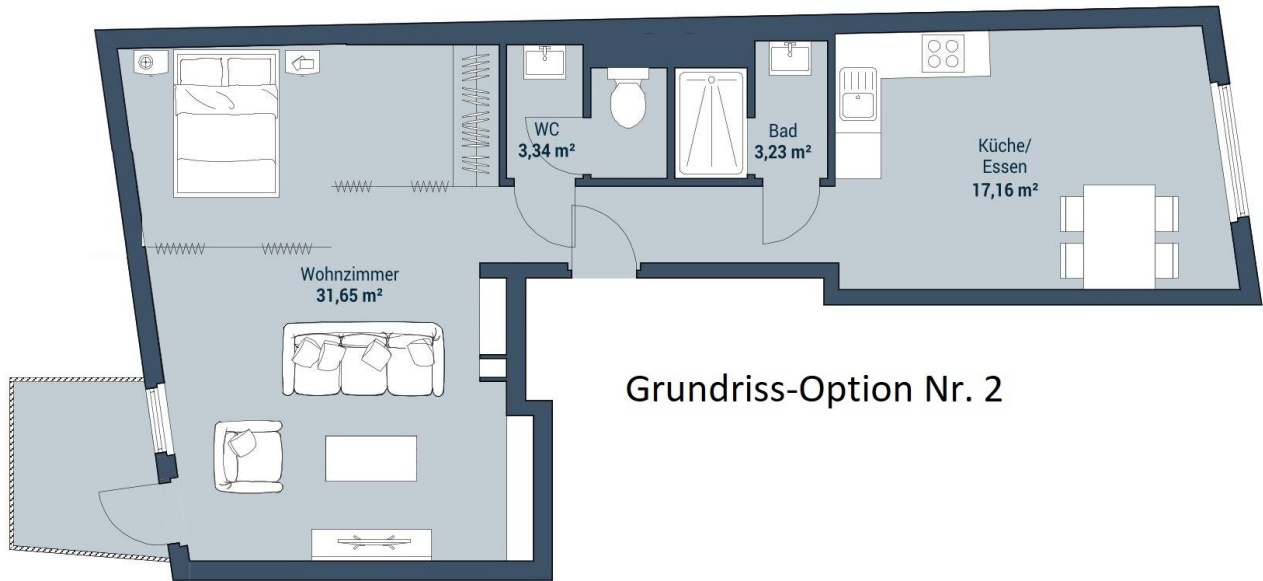 WC
3,34 m²
Bad
3,23 m²
Küche/
Essen
17,16 m²
Wohnzimmer
31,65 m²
Grundriss-Option Nr. 2